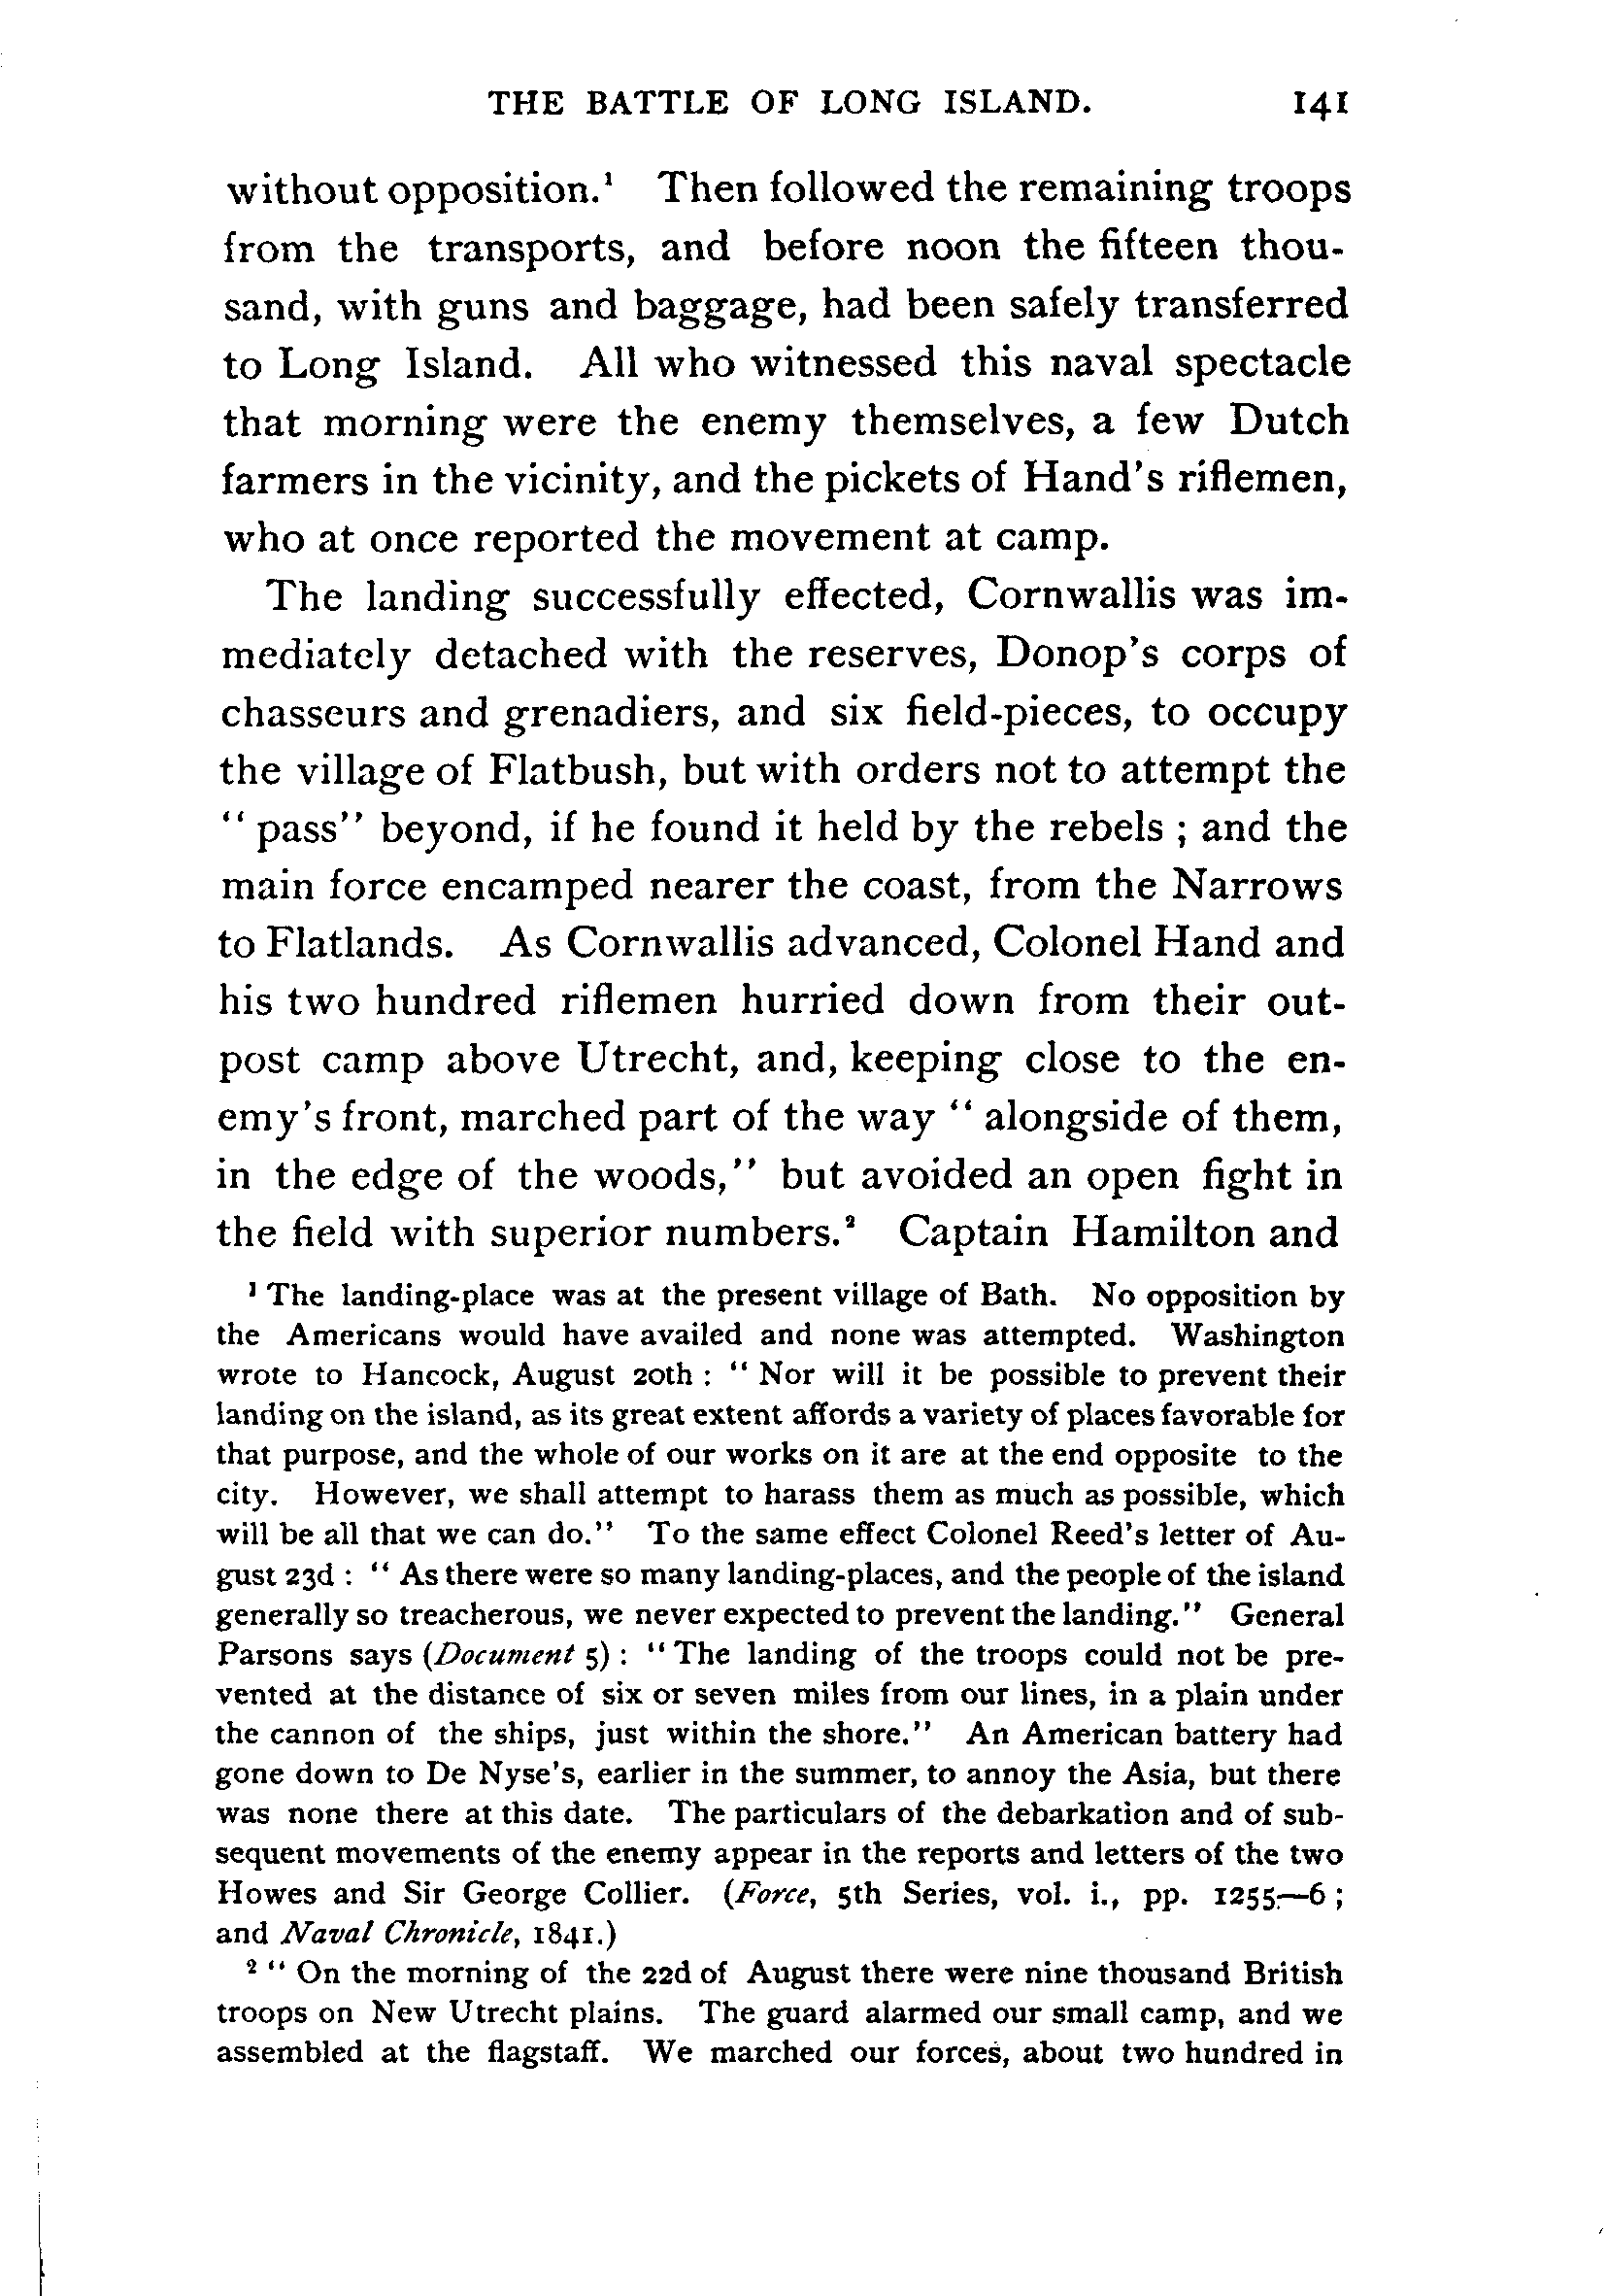 THE BATTLE OF LONG ISLAND. 141
without opposition.¹ Then followed the remaining troops
from the transports, and before noon the fifteen thou-
sand, with guns and baggage, had been safely transferred
to Long Island. All who witnessed this naval spectacle
that morning were the enemy themselves, a few Dutch
farmers in the vicinity, and the pickets of Hand's riflemen,
who at once reported the movement at camp.
The landing successfully effected, Cornwallis was im-
mediately detached with the reserves, Donop's corps of
chasseurs and grenadiers, and six field-pieces, to occupy
the village of Flatbush, but with orders not to attempt the
“ pass” beyond, if he found it held by the rebels ; and the
main force encamped nearer the coast, from the Narrows
to Flatlands. As Cornwallis advanced, Colonel Hand and
his two hundred riflemen hurried down from their out-
post camp above Utrecht, and, keeping close to the en-
emy's front, marched part of the way “ alongside of them,
in the edge of the woods,” but avoided an open fight in
the field with superior numbers.² Captain Hamilton and
¹ The landing-place was at the present village of Bath. No opposition by
the Americans would have availed and none was attempted. Washington
wrote to Hancock, August 20th : “ Nor will it be possible to prevent their
landing on the island, as its great extent affords a variety of places favorable for
that purpose, and the whole of our works on it are at the end opposite to the
city. However, we shall attempt to harass them as much as possible, which
will be all that we can do.” To the same effect Colonel Reed's letter of Au-
gust 23d : “ As there were so many landing-places, and the people of the island
generally so treacherous, we never expected to prevent the landing.” General
Parsons says (Document 5) : “ The landing of the troops could not be pre-
vented at the distance of six or seven miles from our lines, in a plain under
the cannon of the ships, just within the shore.” An American battery had
gone down to De Nyse's, earlier in the summer, to annoy the Asia, but there
was none there at this date. The particulars of the debarkation and of sub-
sequent movements of the enemy appear in the reports and letters of the two
Howes and Sir George Collier. (Force, 5th Series, vol. i., pp. 1255—6 ;
and Naval Chronicle, 1841.)
² “ On the morning of the 22d of August there were nine thousand British
troops on New Utrecht plains. The guard alarmed our small camp, and we
assembled at the flagstaff. We marched our forces, about two hundred in